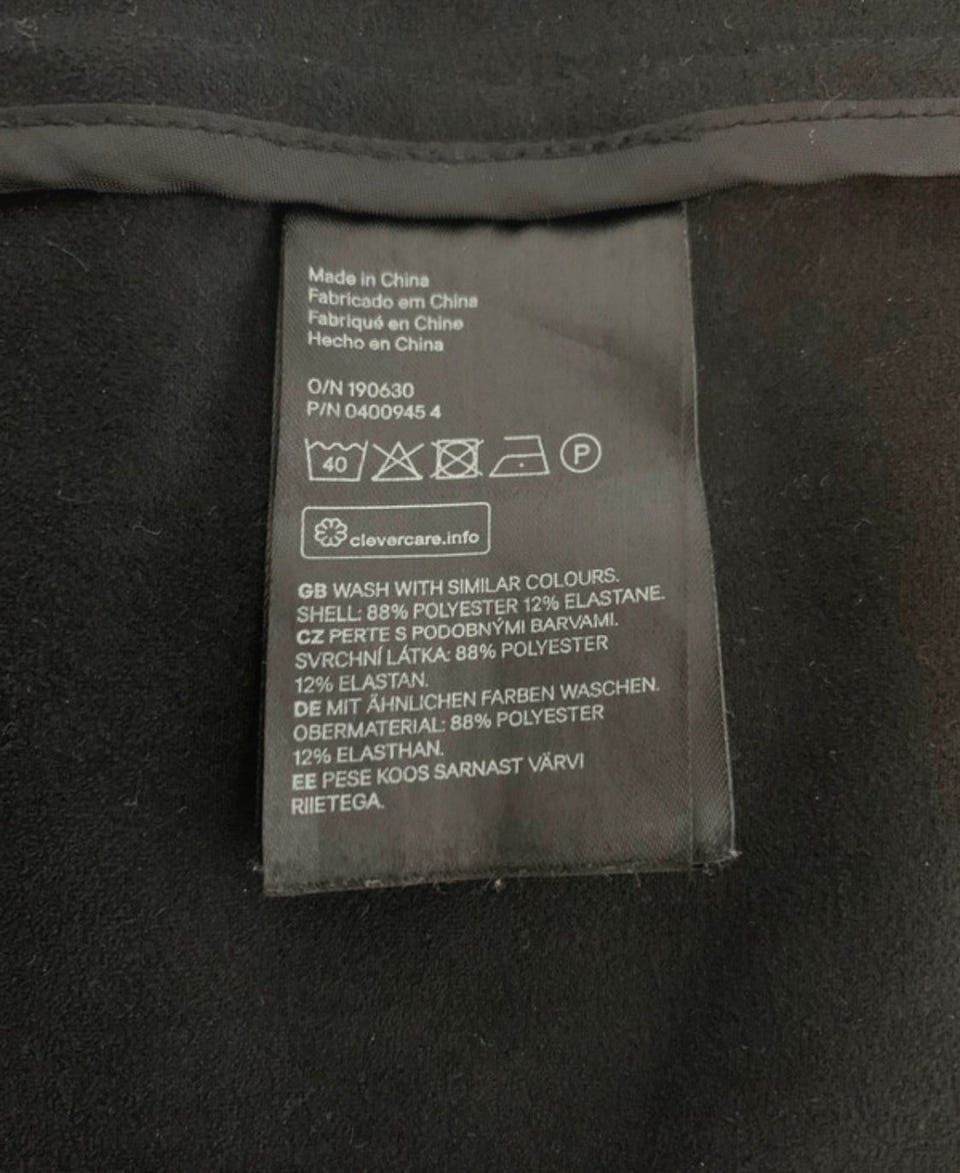 Made in China
Fabricado em China
Fabriqué en Chine
Hecho en China
O/N 190630
P/N 0400945 4
40 P
clevercare.info
GB WASH WITH SIMILAR COLOURS.
SHELL: 88% POLYESTER 12% ELASTANE.
CZ PERTE S PODOBNÝMI BARVAMI.
SVRCHNÍ LÁTKA: 88% POLYESTER
12% ELASTAN.
DE MIT ÄHNLICHEN FARBEN WASCHEN.
OBERMATERIAL: 88% POLYESTER
12% ELASTHAN.
EE PESE KOOS SARNAST VÄRVI
RIIETEGA.